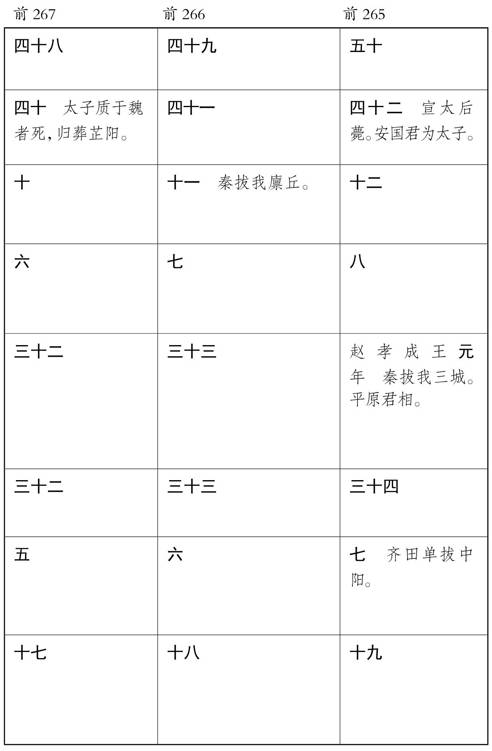 前 267 前 266 前 265
四十八 四十九 五十
四十 太子质于魏 四十一 四十二 宣太后
者死，归葬芷阳。 薨。安国君为太子。
十 十一 秦拔我廪丘。 十二
六 七 八
三十二 三十三 赵孝成王元
年 秦拔我三城。
平原君相。
三十二 三十三 三十四
五 六 七 齐田单拔中
阳。
十七 十八 十九